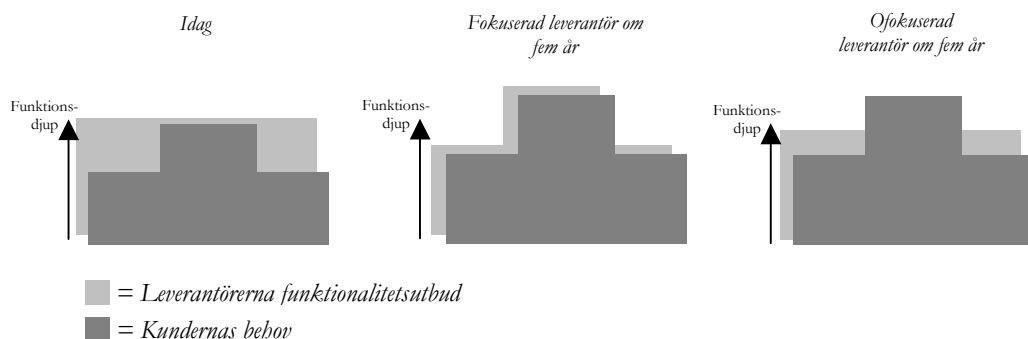 Idag
Fokuserad leverantör om
fem år
Ofokuserad
leverantör om fem år
Funktions-
djup
Funktions-
djup
Funktions-
djup
= Leverantörerna funktionalitetsutbud
= Kundernas behov